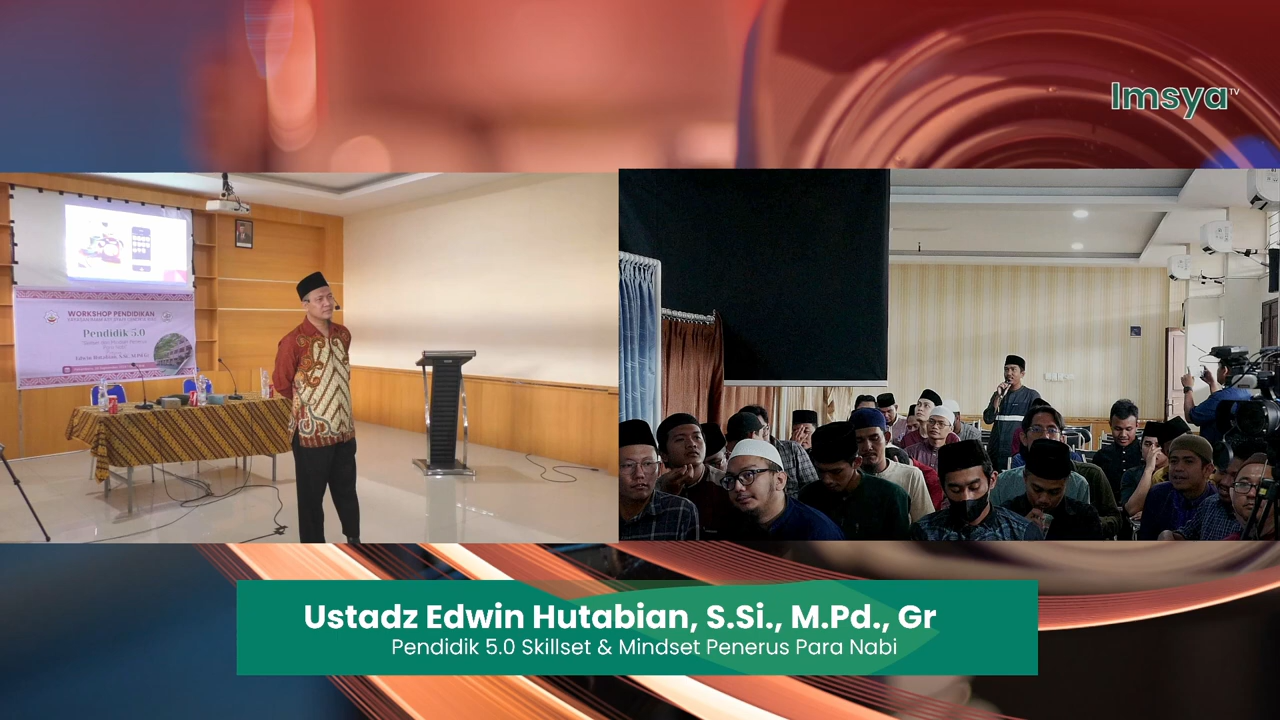 Imsya TV
WORKSHOP PENDIDIKAN
Pendidik 5.0
Ustadz Edwin Hutabian, S.Si., M.Pd., Gr
Pendidik 5.0 Skillset & Mindset Penerus Para Nabi